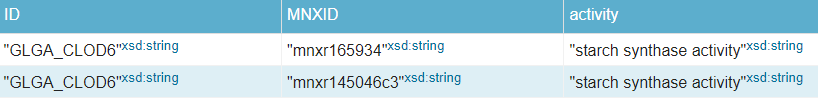 ID MNXID activity
"GLGA_CLOD6"xsd:string "mnxr165934"xsd:string "starch synthase activity"xsd:string
"GLGA_CLOD6"xsd:string "mnxr145046c3"xsd:string "starch synthase activity"xsd:string